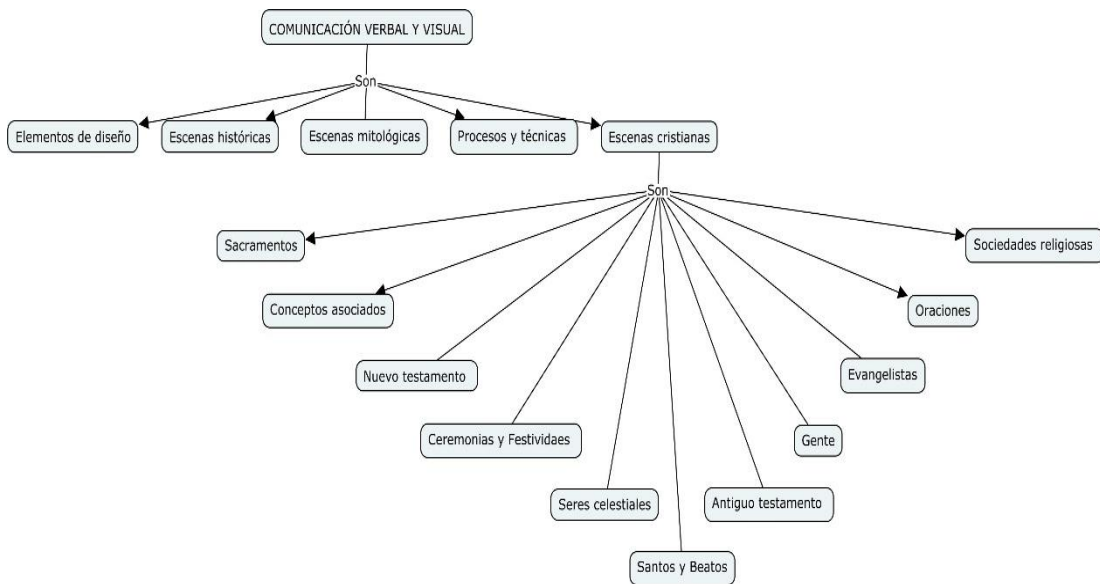 COMUNICACIÓN VERBAL Y VISUAL
Son
Elementos de diseño
Escenas históricas
Escenas mitológicas
Procesos y técnicas
Escenas cristianas
Son
Sacramentos
Sociedades religiosas
Conceptos asociados
Oraciones
Nuevo testamento
Evangelistas
Ceremonias y Festividaes
Gente
Seres celestiales
Antiguo testamento
Santos y Beatos